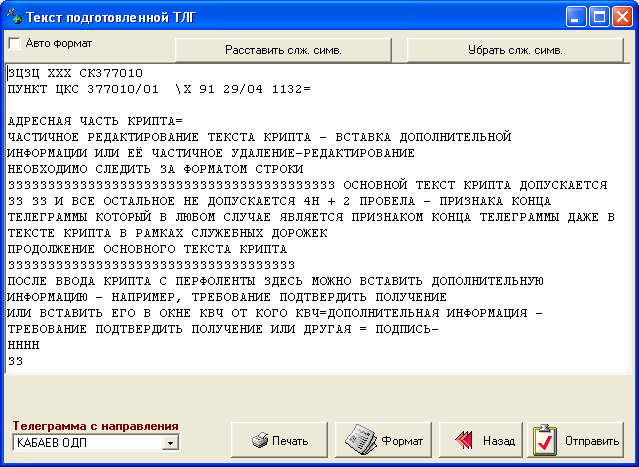 Текст подготовленной ТЛГ
Авто формат
Расставить слж. симв.
Убрать слж. симв.
ЗЦЗЦ ХХХ СК377010
ПУНКТ ЦКС 377010/01  \Х 91 29/04 1132=
АДРЕСНАЯ ЧАСТЬ КРИПТА=
ЧАСТИЧНОЕ РЕДАКТИРОВАНИЕ ТЕКСТА КРИПТА - ВСТАВКА ДОПОЛНИТЕЛЬНОЙ
ИНФОРМАЦИИ ИЛИ ЕЁ ЧАСТИЧНОЕ УДАЛЕНИЕ-РЕДАКТИРОВАНИЕ
НЕОБХОДИМО СЛЕДИТЬ ЗА ФОРМАТОМ СТРОКИ
ЗЗЗЗЗЗЗЗЗЗЗЗЗЗЗЗЗЗЗЗЗЗЗЗЗЗЗЗЗЗЗЗЗЗЗЗЗЗЗЗЗ ОСНОВНОЙ ТЕКСТ КРИПТА ДОПУСКАЕТСЯ
ЗЗ ЗЗ И ВСЕ ОСТАЛЬНОЕ НЕ ДОПУСКАЕТСЯ 4Н + 2 ПРОБЕЛА - ПРИЗНАКА КОНЦА
ТЕЛЕГРАММЫ КОТОРЫЙ В ЛЮБОМ СЛУЧАЕ ЯВЛЯЕТСЯ ПРИЗНАКОМ КОНЦА ТЕЛЕГРАММЫ ДАЖЕ В
ТЕКСТЕ КРИПТА В РАМКАХ СЛУЖЕБНЫХ ДОРОЖЕК
ПРОДОЛЖЕНИЕ ОСНОВНОГО ТЕКСТА КРИПТА
ЗЗЗЗЗЗЗЗЗЗЗЗЗЗЗЗЗЗЗЗЗЗЗЗЗЗЗЗЗЗЗЗЗЗЗЗ
ПОСЛЕ ВВОДА КРИПТА С ПЕРФОЛЕНТЫ ЗДЕСЬ МОЖНО ВСТАВИТЬ ДОПОЛНИТЕЛЬНУЮ
ИНФОРМАЦИЮ - НАПРИМЕР, ТРЕБОВАНИЕ ПОДТВЕРДИТЬ ПОЛУЧЕНИЕ
ИЛИ ВСТАВИТЬ ЕГО В ОКНЕ КВЧ ОТ КОГО КВЧ=ДОПОЛНИТЕЛЬНАЯ ИНФОРМАЦИЯ -
ТРЕБОВАНИЕ ПОДТВЕРДИТЬ ПОЛУЧЕНИЕ ИЛИ ДРУГАЯ = ПОДПИСЬ-
НННН
ЗЗ
Телеграмма с направления
КАБАЕВ ОДП
Печать
Формат
Назад
Отправить